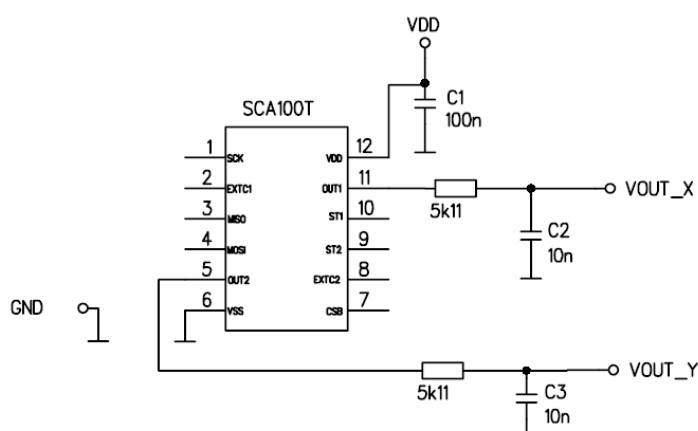 VDD
C1
100n
SCA100T
1 SCK VDD 12
2 EXTC1 OUT1 11
3 MISO ST1 10
4 MOSI ST2 9
5 OUT2 EXTC2 8
6 VSS CSB 7
5k11
VOUT_X
C2
10n
GND
5k11
VOUT_Y
C3
10n